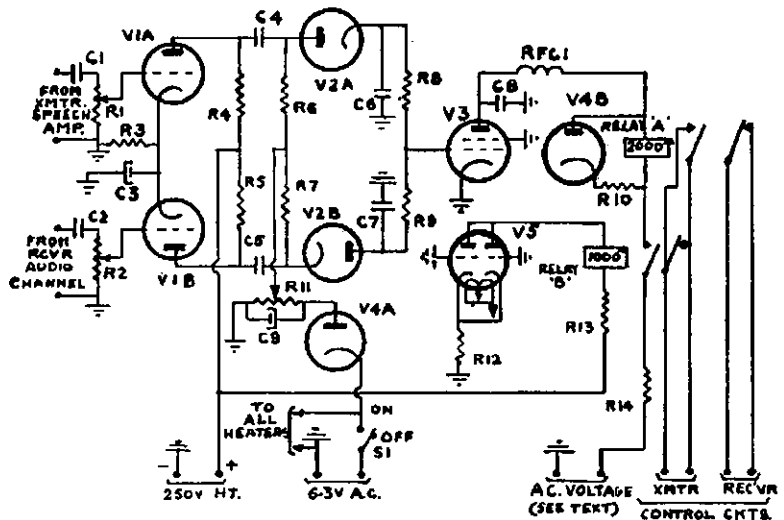 V1A
C4
V2A
C1
FROM
XMTR.
SPEECH
AMP.
R1
R3
C3
R4
R6
C6
R8
V3
C8
RFC1
V4B
RELAY 'A'
2000
R10
C2
FROM
RCVR
AUDIO
CHANNEL
R2
V1B
R5
R7
C5
V2B
C7
R9
V5
1000
RELAY
'B'
R11
C9
V4A
R12
R13
R14
TO
ALL
HEATERS
ON
OFF
S1
-
+
250V HT.
6·3V A.C.
A.C. VOLTAGE
(SEE TEXT)
XMTR
REC'VR
CONTROL CKTS.